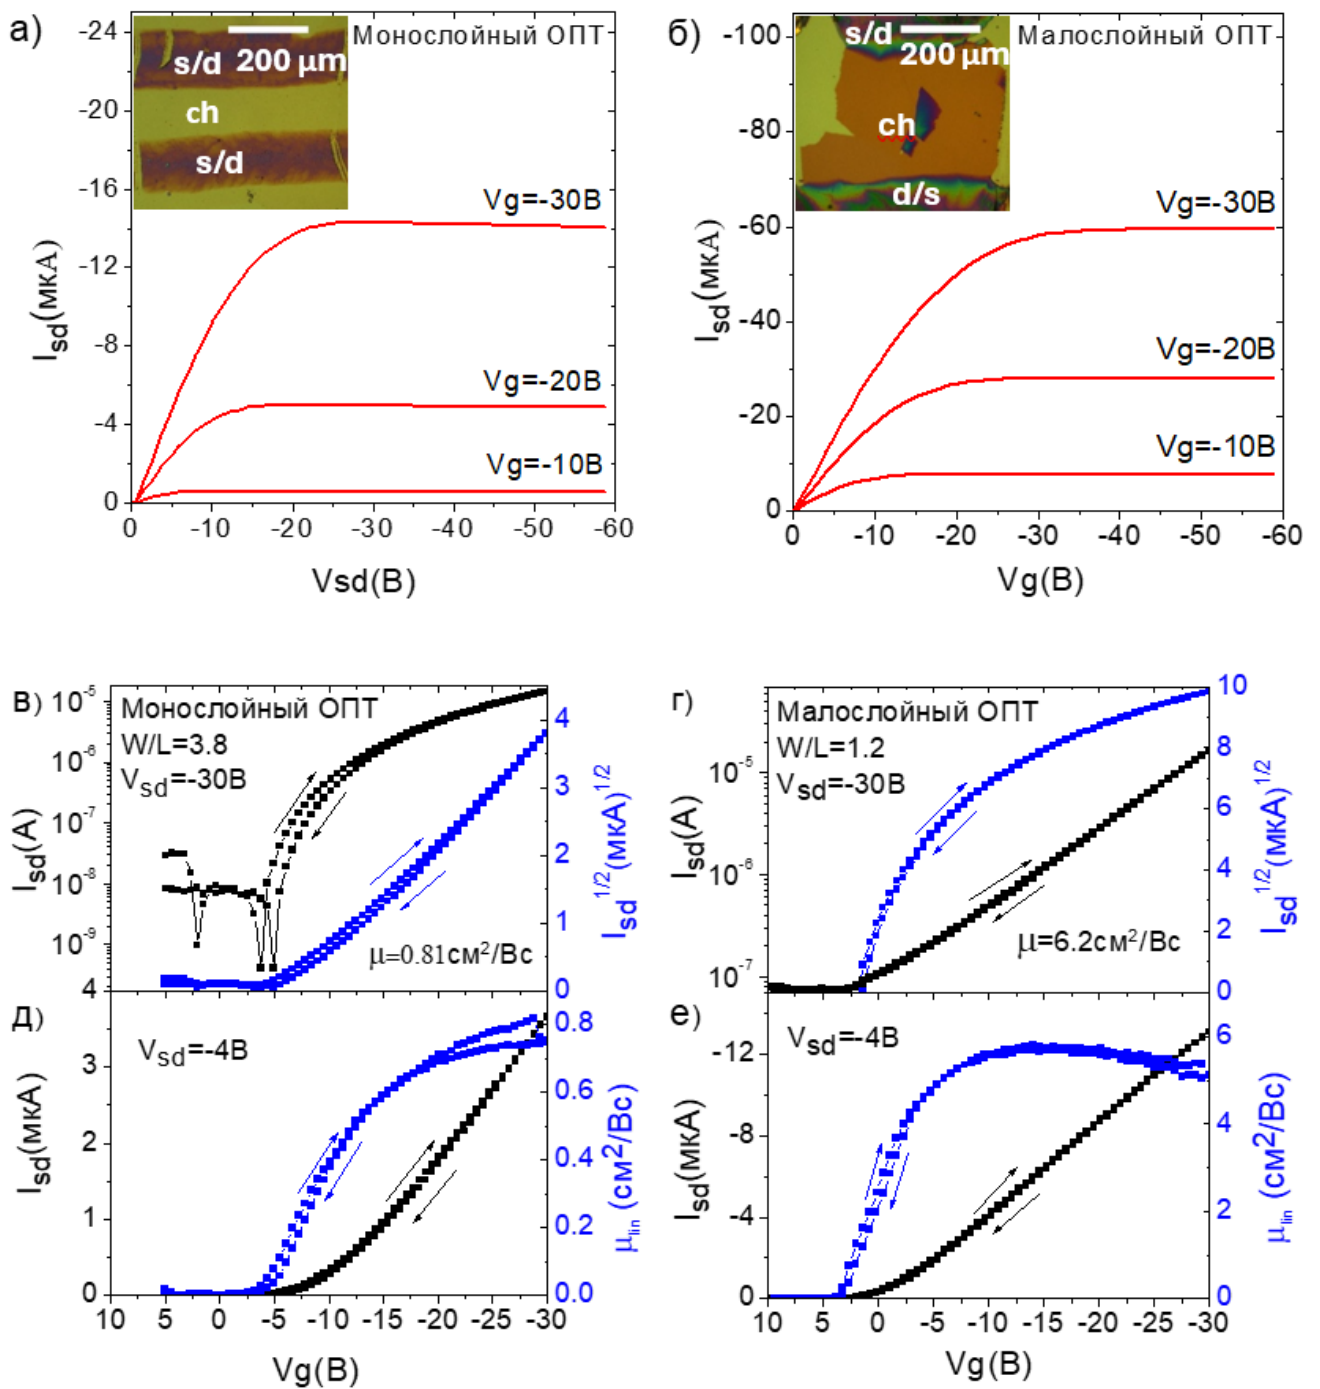 а)
Монослойный ОПТ
200 µm
s/d
ch
s/d
Vg=-30В
Vg=-20В
Vg=-10В
-24
-20
-16
-12
-8
-4
0
Isd(мкА)
0 -10 -20 -30 -40 -50 -60
Vsd(В)
б)
Малослойный ОПТ
s/d
200 µm
ch
d/s
Vg=-30В
Vg=-20В
Vg=-10В
-100
-80
-60
-40
-20
0
Isd(мкА)
0 -10 -20 -30 -40 -50 -60
Vg(В)
в)
Монослойный ОПТ
W/L=3.8
Vsd=-30В
µ=0.81см²/Вс
10⁻⁵
10⁻⁶
10⁻⁷
10⁻⁸
10⁻⁹
Isd(А)
4
3
2
1
0
Isd^1/2(мкА)^1/2
г)
Малослойный ОПТ
W/L=1.2
Vsd=-30В
µ=6.2см²/Вс
10⁻⁵
10⁻⁶
10⁻⁷
Isd(А)
10
8
6
4
2
0
Isd^1/2(мкА)^1/2
д)
Vsd=-4В
4
3
2
1
0
Isd(мкА)
0.8
0.6
0.4
0.2
0.0
µlin (см²/Вс)
10 5 0 -5 -10 -15 -20 -25 -30
Vg(В)
е)
Vsd=-4В
-12
-8
-4
0
Isd(мкА)
6
4
2
0
µlin (см²/Вс)
10 5 0 -5 -10 -15 -20 -25 -30
Vg(В)